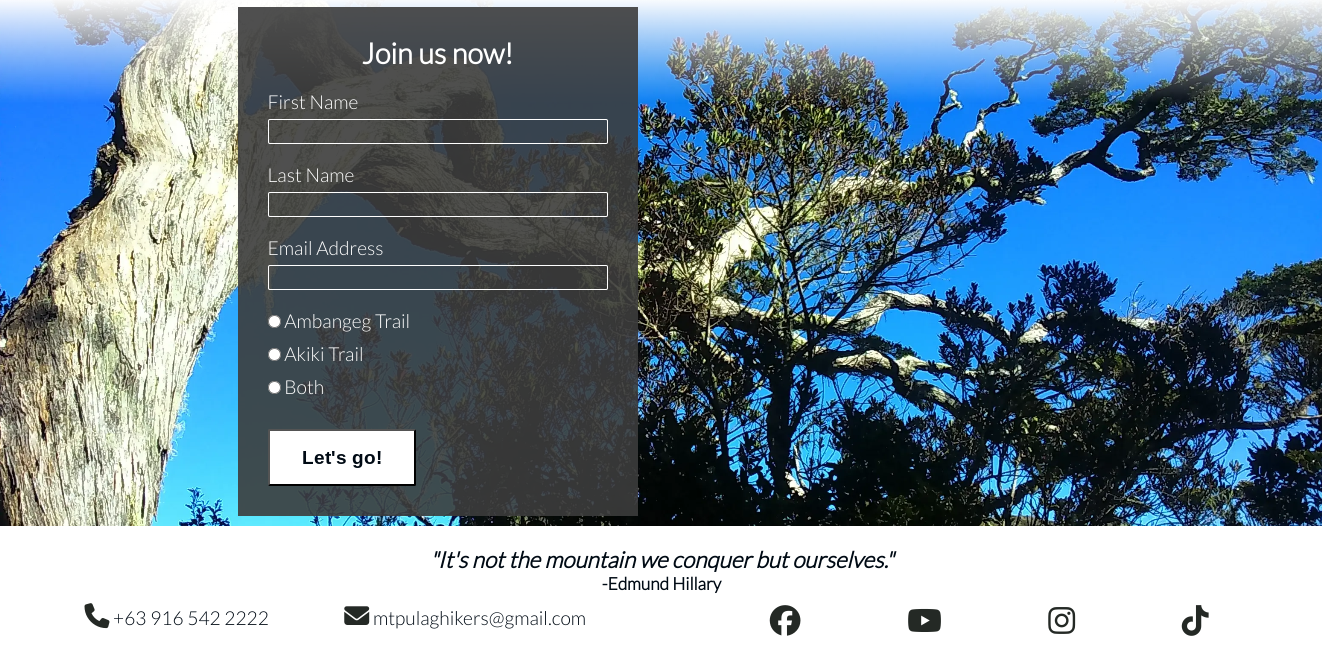 Join us now!
First Name
Last Name
Email Address
Ambangeg Trail
Akiki Trail
Both
Let's go!
"It's not the mountain we conquer but ourselves."
-Edmund Hillary
+63 916 542 2222
mtpulaghikers@gmail.com